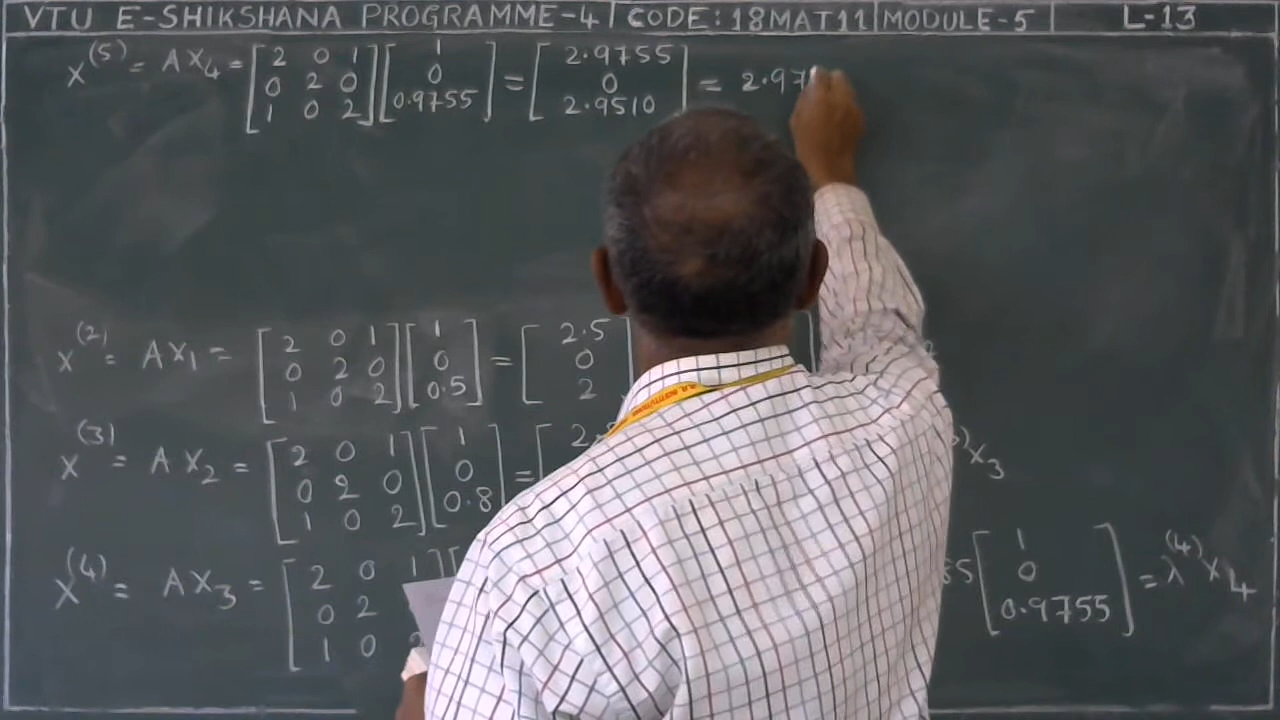 VTU E-SHIKSHANA PROGRAMME-4 | CODE: 18MAT11 | MODULE-5 | L-13
X^(5) = AX4 = [2 0 1; 0 2 0; 1 0 2] [1; 0; 0.9755] = [2.9755; 0; 2.9510] = 2.97
X^(2) = AX1 = [2 0 1; 0 2 0; 1 0 2] [1; 0; 0.5] = [2.5; 0; 2]
X^(3) = AX2 = [2 0 1; 0 2 0; 1 0 2] [1; 0; 0.8] = [2. X3
X^(4) = AX3 = [2 0 1; 0 2; 1 0 85 [1; 0; 0.9755] = λ^(4) X4